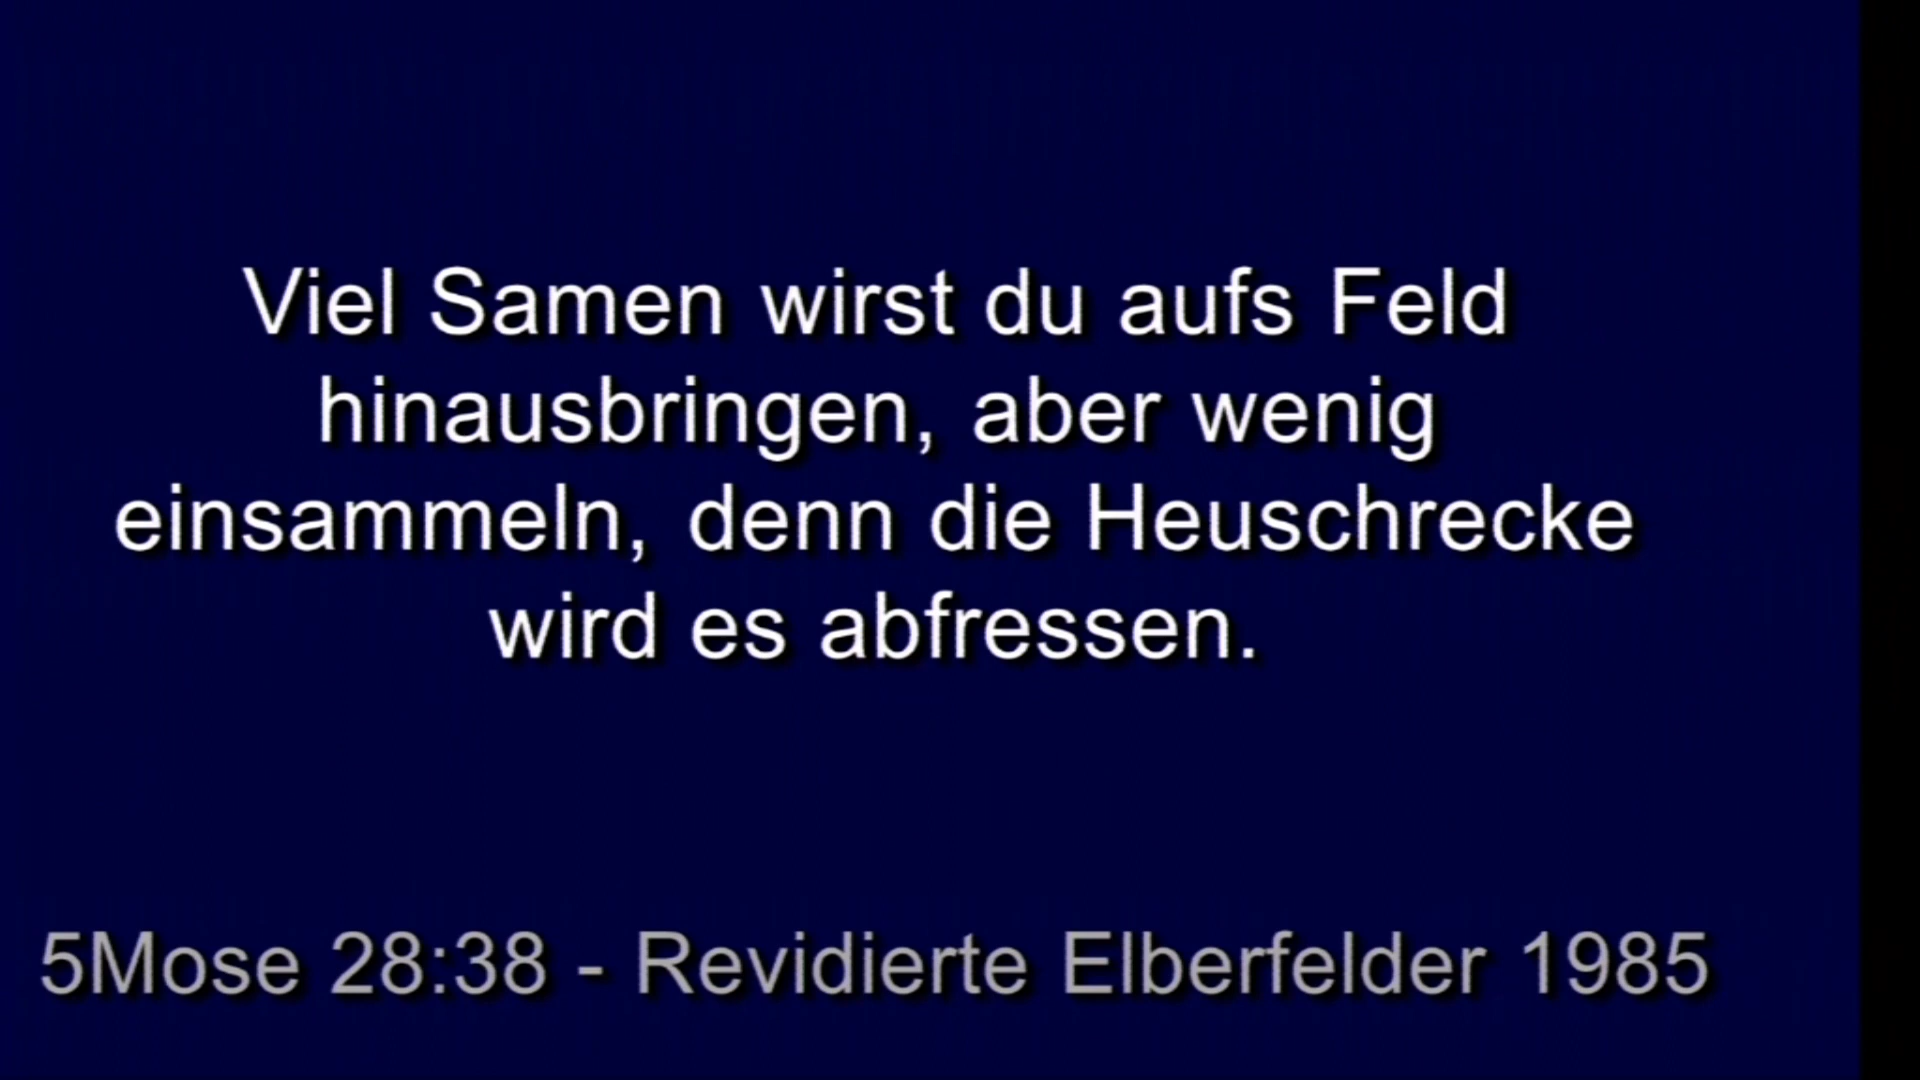 Viel Samen wirst du aufs Feld
hinausbringen, aber wenig
einsammeln, denn die Heuschrecke
wird es abfressen.
5Mose 28:38 - Revidierte Elberfelder 1985